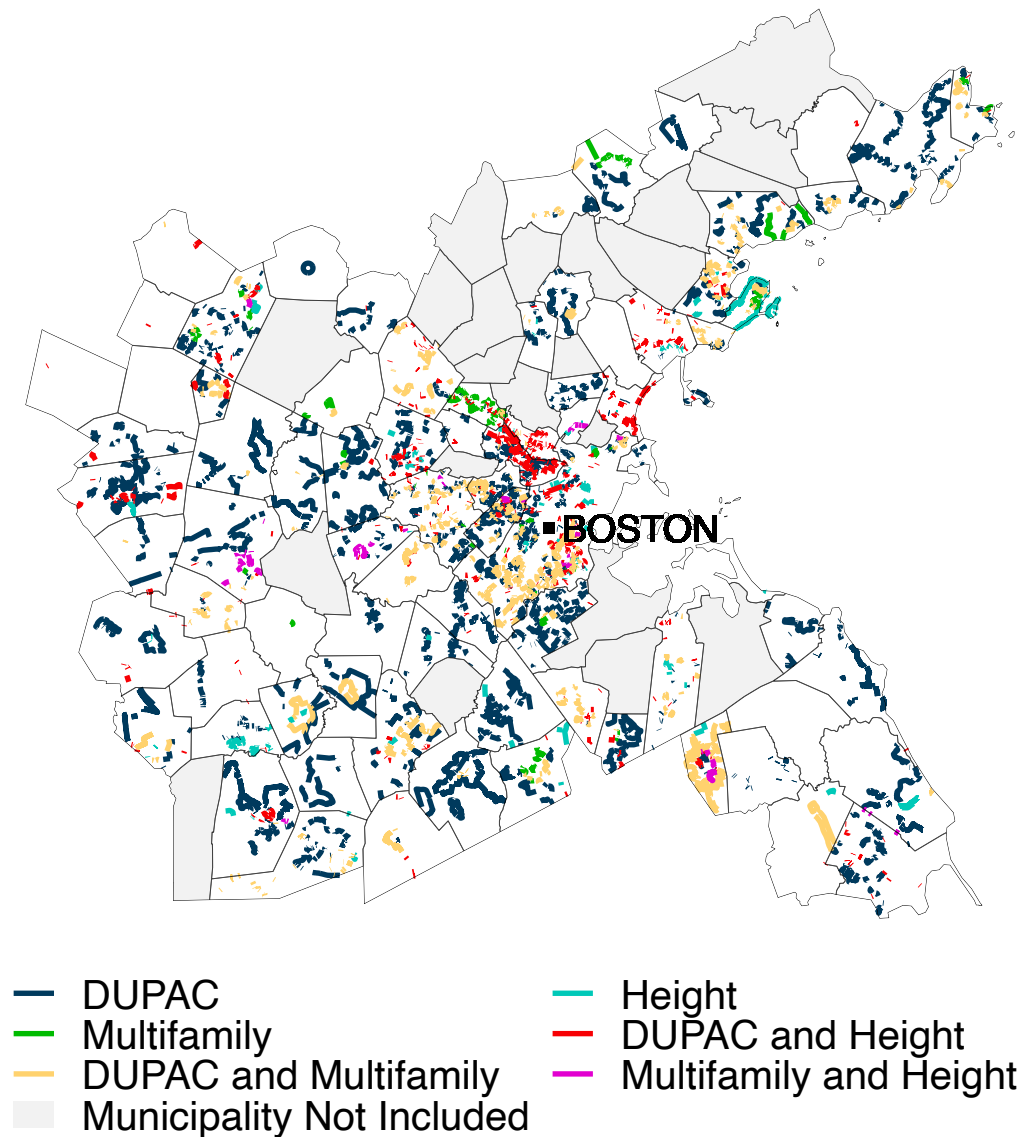 BOSTON
DUPAC
Multifamily
DUPAC and Multifamily
Municipality Not Included
Height
DUPAC and Height
Multifamily and Height